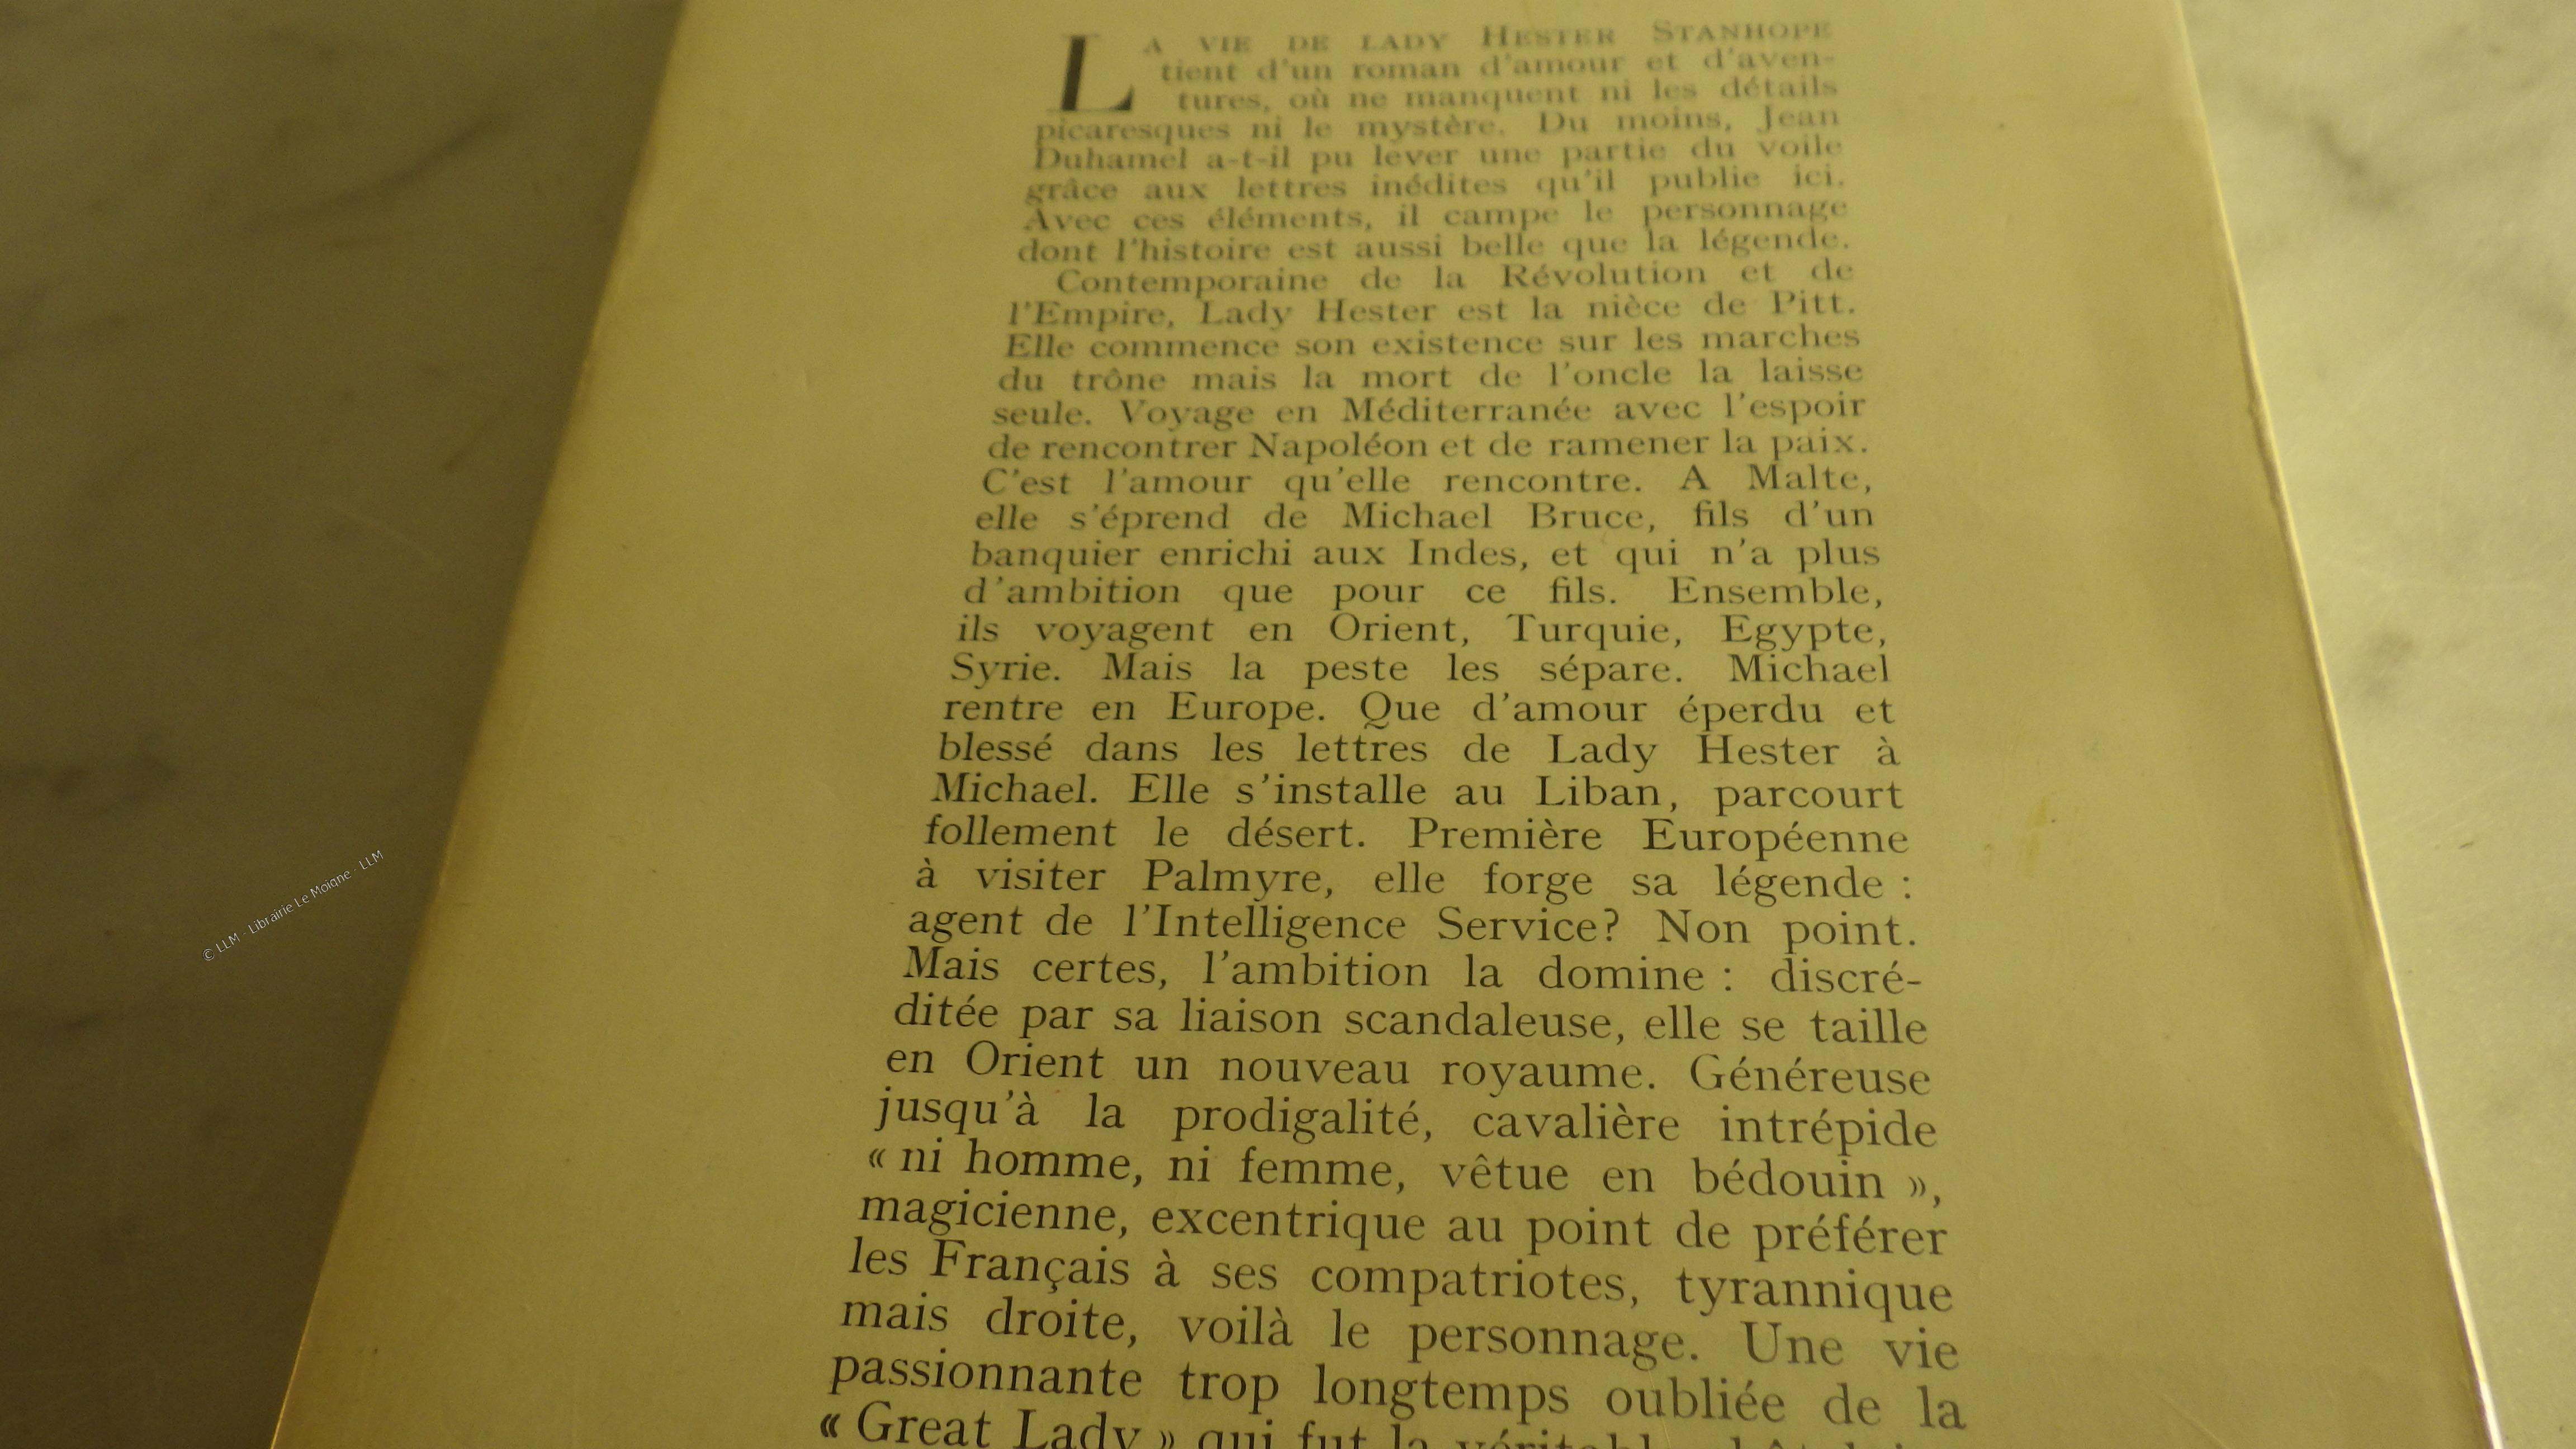 LA VIE DE LADY HESTER STANHOPE
tient d'un roman d'amour et d'aven-
tures, où ne manquent ni les détails
picaresques ni le mystère. Du moins, Jean
Duhamel a-t-il pu lever une partie du voile
grâce aux lettres inédites qu'il publie ici.
Avec ces éléments, il campe le personnage
dont l'histoire est aussi belle que la légende.
Contemporaine de la Révolution et de
l'Empire, Lady Hester est la nièce de Pitt.
Elle commence son existence sur les marches
du trône mais la mort de l'oncle la laisse
seule. Voyage en Méditerranée avec l'espoir
de rencontrer Napoléon et de ramener la paix.
C'est l'amour qu'elle rencontre. A Malte,
elle s'éprend de Michael Bruce, fils d'un
banquier enrichi aux Indes, et qui n'a plus
d'ambition que pour ce fils. Ensemble,
ils voyagent en Orient, Turquie, Egypte,
Syrie. Mais la peste les sépare. Michael
rentre en Europe. Que d'amour éperdu et
blessé dans les lettres de Lady Hester à
Michael. Elle s'installe au Liban, parcourt
follement le désert. Première Européenne
à visiter Palmyre, elle forge sa légende :
agent de l'Intelligence Service? Non point.
Mais certes, l'ambition la domine : discré-
ditée par sa liaison scandaleuse, elle se taille
en Orient un nouveau royaume. Généreuse
jusqu'à la prodigalité, cavalière intrépide
« ni homme, ni femme, vêtue en bédouin »,
magicienne, excentrique au point de préférer
les Français à ses compatriotes, tyrannique
mais droite, voilà le personnage. Une vie
passionnante trop longtemps oubliée de la
« Great Lady » qui fut la
© LLM - Librairie Le Moigne - LLM